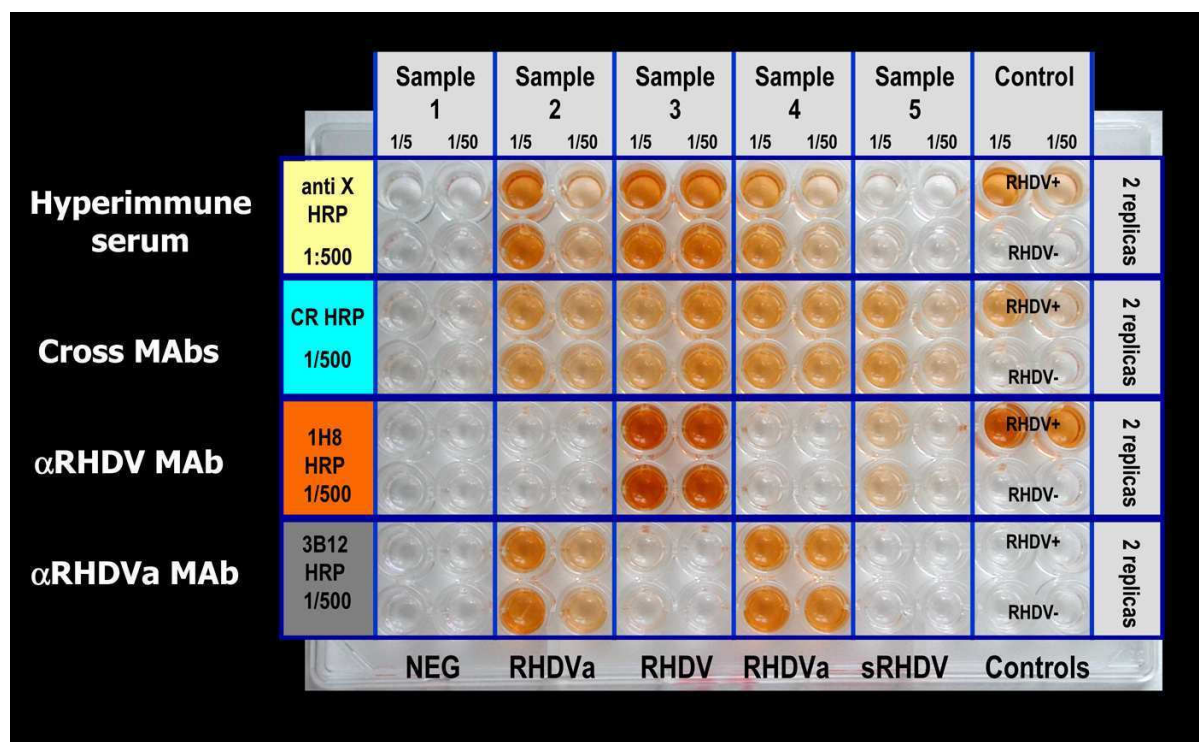 Sample 1
Sample 2
Sample 3
Sample 4
Sample 5
Control
1/5 1/50 1/5 1/50 1/5 1/50 1/5 1/50 1/5 1/50 1/5 1/50
Hyperimmune
serum
anti X
HRP
1:500
RHDV+
RHDV-
2 replicas
Cross MAbs
CR HRP
1/500
RHDV+
RHDV-
2 replicas
αRHDV MAb
1H8
HRP
1/500
RHDV+
RHDV-
2 replicas
αRHDVa MAb
3B12
HRP
1/500
RHDV+
RHDV-
2 replicas
NEG RHDVa RHDV RHDVa sRHDV Controls